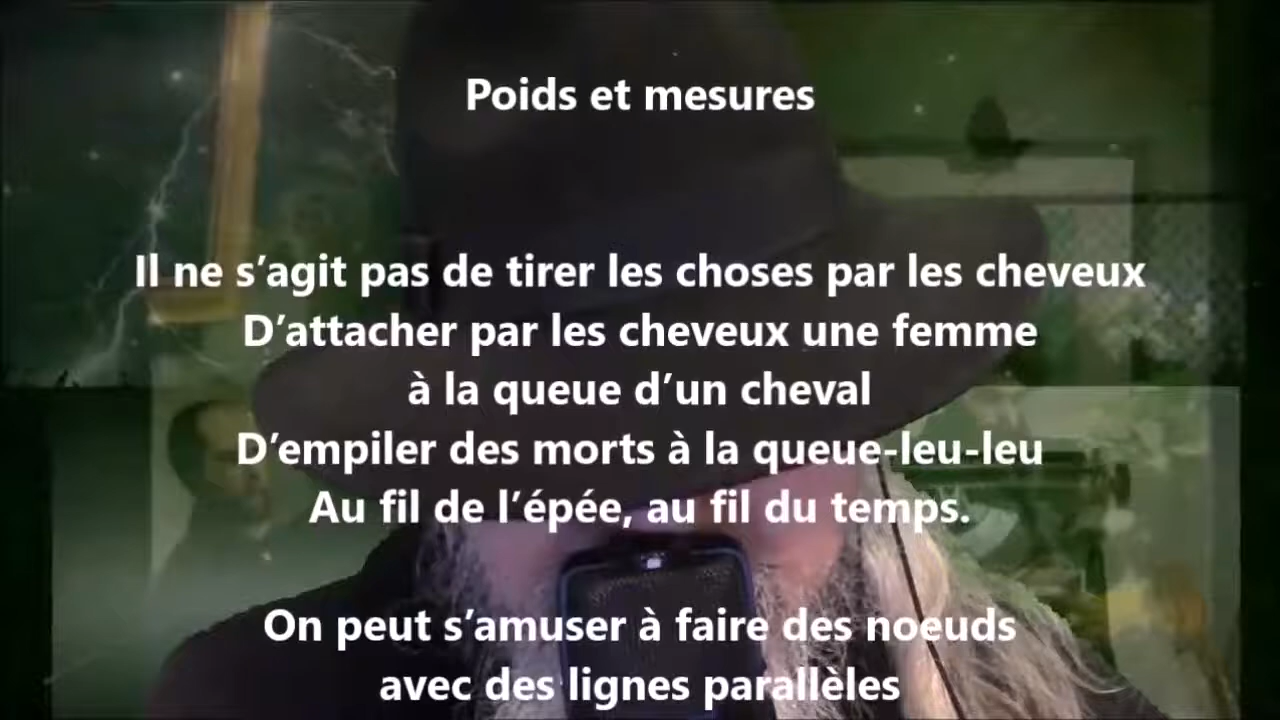 Poids et mesures
Il ne s’agit pas de tirer les choses par les cheveux
D’attacher par les cheveux une femme
à la queue d’un cheval
D’empiler des morts à la queue-leu-leu
Au fil de l’épée, au fil du temps.
On peut s’amuser à faire des noeuds
avec des lignes parallèles